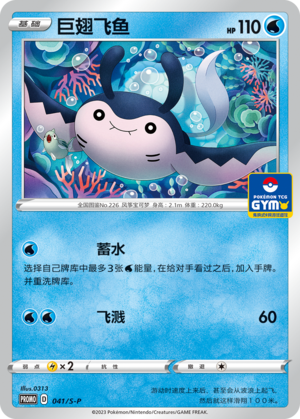 基础 巨翅飞鱼 HP 110
全国图鉴No.226 风筝宝可梦 身高：2.1m 体重：220.0kg
POKÉMON TCG
GYM
蓄水
选择自己牌库中最多3张能量，在给对手看过之后，加入手牌。
并重洗牌库。
飞溅 60
弱点 ×2 抵抗力 撤退
Illus.0313
PROMO D 041/S-P
游动时速度上来后，甚至会从波浪上起飞，
然后就这样滑翔100米。
©2023 Pokémon/Nintendo/Creatures/GAME FREAK.